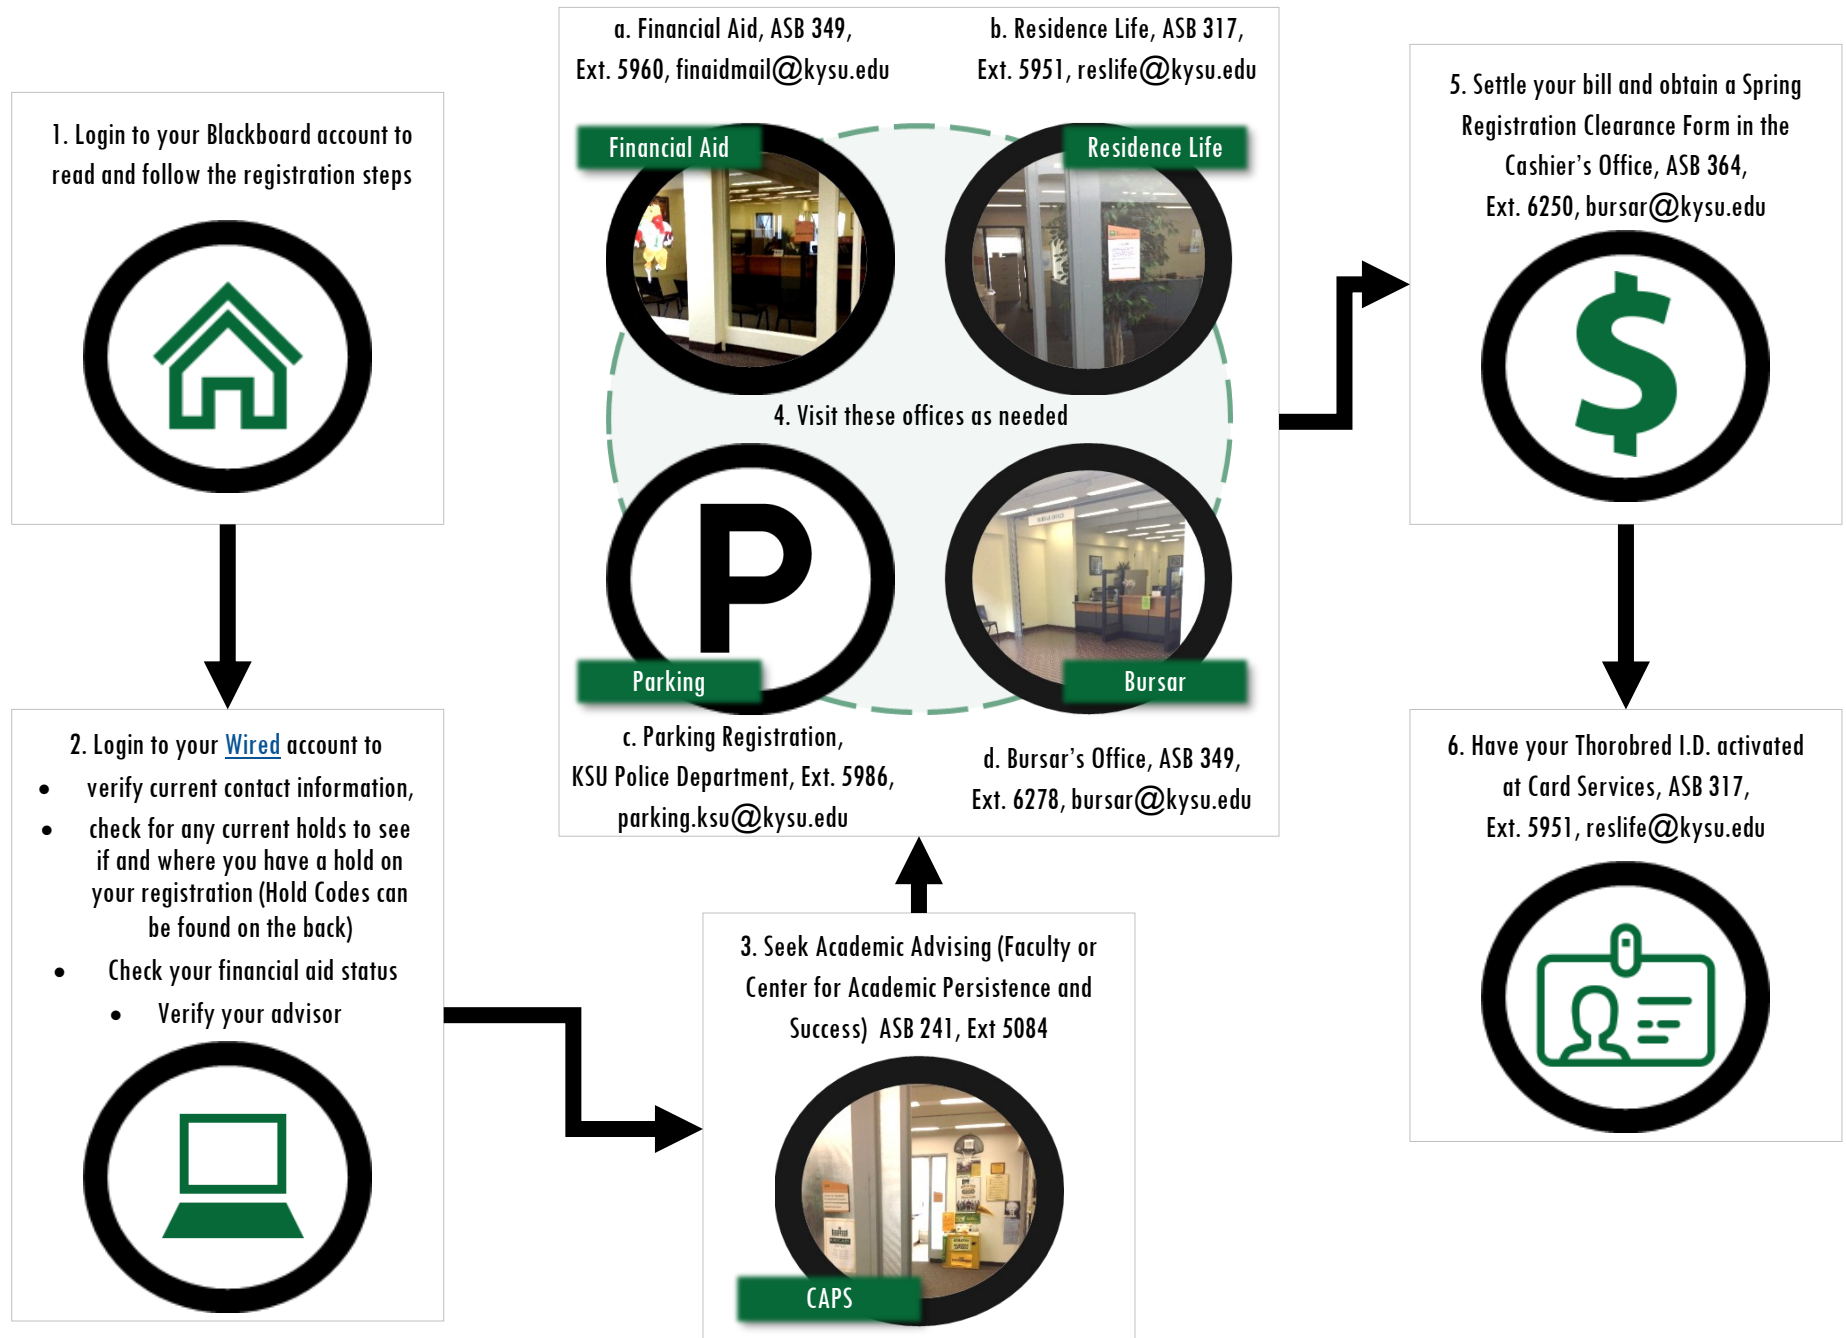 1. Login to your Blackboard account to
read and follow the registration steps
2. Login to your Wired account to
• verify current contact information,
• check for any current holds to see
if and where you have a hold on
your registration (Hold Codes can
be found on the back)
• Check your financial aid status
• Verify your advisor
3. Seek Academic Advising (Faculty or
Center for Academic Persistence and
Success) ASB 241, Ext 5084
CAPS
a. Financial Aid, ASB 349,
Ext. 5960, finaidmail@kysu.edu
b. Residence Life, ASB 317,
Ext. 5951, reslife@kysu.edu
Financial Aid
Residence Life
4. Visit these offices as needed
Parking
Bursar
c. Parking Registration,
KSU Police Department, Ext. 5986,
parking.ksu@kysu.edu
d. Bursar's Office, ASB 349,
Ext. 6278, bursar@kysu.edu
5. Settle your bill and obtain a Spring
Registration Clearance Form in the
Cashier's Office, ASB 364,
Ext. 6250, bursar@kysu.edu
6. Have your Thorobred I.D. activated
at Card Services, ASB 317,
Ext. 5951, reslife@kysu.edu